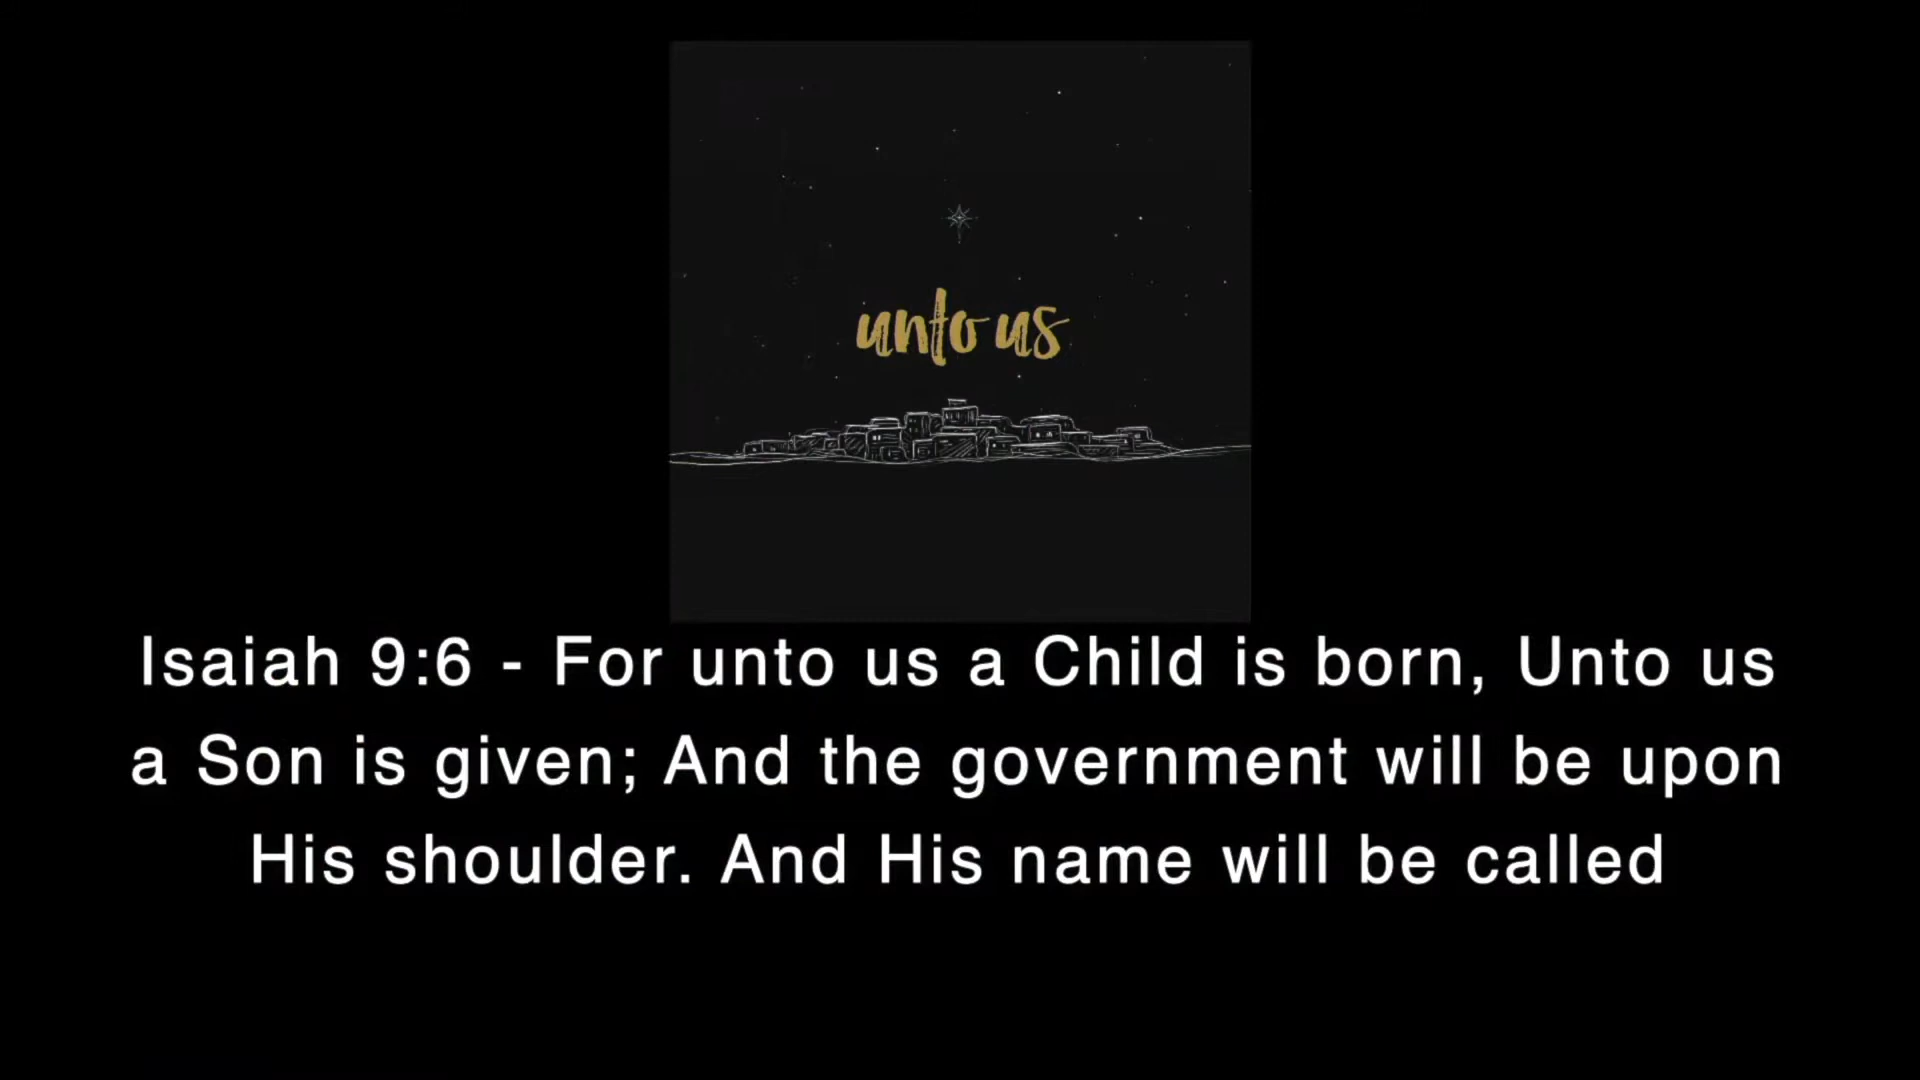 unto us
Isaiah 9:6 - For unto us a Child is born, Unto us
a Son is given; And the government will be upon
His shoulder. And His name will be called